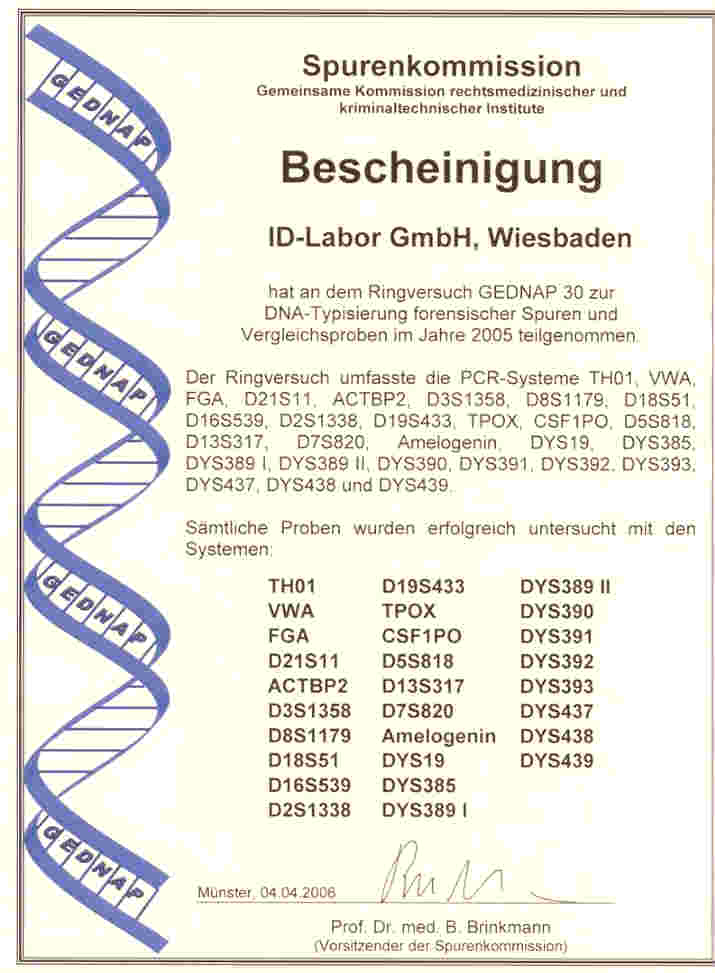 Spurenkommission
Gemeinsame Kommission rechtsmedizinischer und
kriminaltechnischer Institute
Bescheinigung
ID-Labor GmbH, Wiesbaden
hat an dem Ringversuch GEDNAP 30 zur
DNA-Typisierung forensischer Spuren und
Vergleichsproben im Jahre 2005 teilgenommen.
Der Ringversuch umfasste die PCR-Systeme TH01, VWA,
FGA, D21S11, ACTBP2, D3S1358, D8S1179, D18S51,
D16S539, D2S1338, D19S433, TPOX, CSF1PO, D5S818,
D13S317, D7S820, Amelogenin, DYS19, DYS385,
DYS389 I, DYS389 II, DYS390, DYS391, DYS392, DYS393,
DYS437, DYS438 und DYS439.
Sämtliche Proben wurden erfolgreich untersucht mit den
Systemen:
TH01 D19S433 DYS389 II
VWA TPOX DYS390
FGA CSF1PO DYS391
D21S11 D5S818 DYS392
ACTBP2 D13S317 DYS393
D3S1358 D7S820 DYS437
D8S1179 Amelogenin DYS438
D18S51 DYS19 DYS439
D16S539 DYS385
D2S1338 DYS389 I
Münster, 04.04.2006
Prof. Dr. med. B. Brinkmann
(Vorsitzender der Spurenkommission)
GEDNAP
GEDNAP
GEDNAP
GEDNAP